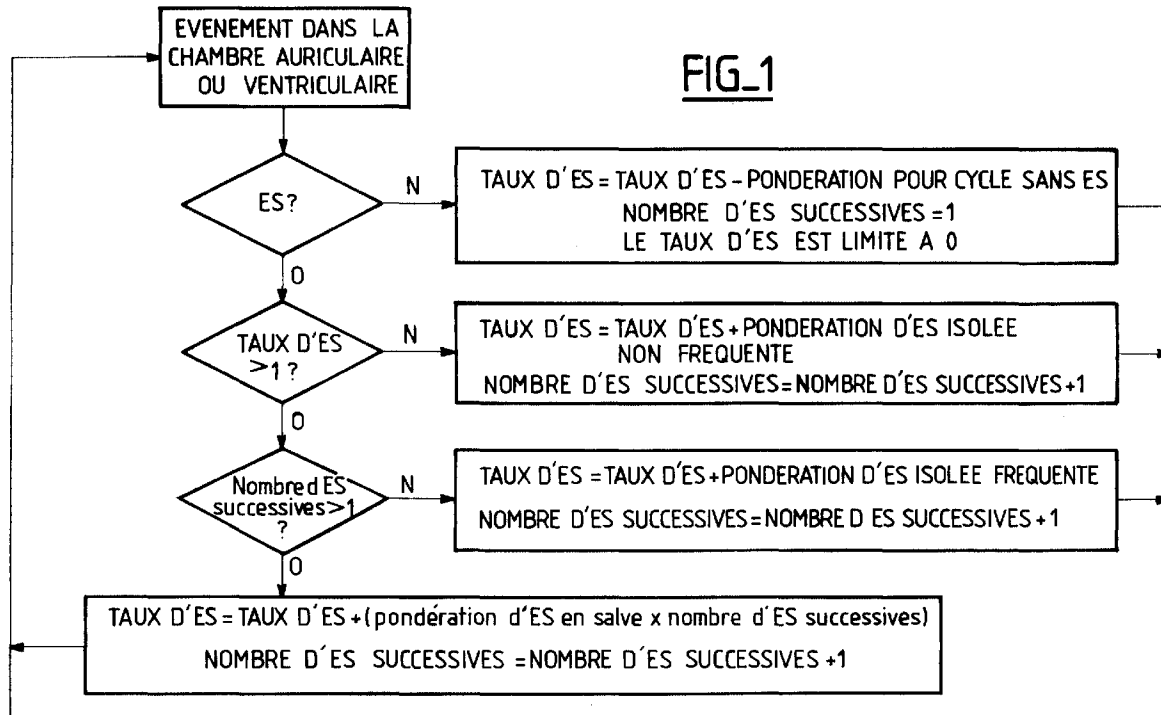 EVENEMENT DANS LA
CHAMBRE AURICULAIRE
OU VENTRICULAIRE
FIG_1
ES?
N
TAUX D'ES = TAUX D'ES - PONDERATION POUR CYCLE SANS ES
NOMBRE D'ES SUCCESSIVES = 1
LE TAUX D'ES EST LIMITE A 0
O
TAUX D'ES
>1?
N
TAUX D'ES = TAUX D'ES + PONDERATION D'ES ISOLEE
NON FREQUENTE
NOMBRE D'ES SUCCESSIVES = NOMBRE D'ES SUCCESSIVES +1
O
Nombre d ES
successives >1
?
N
TAUX D'ES = TAUX D'ES + PONDERATION D'ES ISOLEE FREQUENTE
NOMBRE D'ES SUCCESSIVES = NOMBRE D ES SUCCESSIVES +1
O
TAUX D'ES = TAUX D'ES +(pondération d'ES en salve x nombre d'ES successives)
NOMBRE D'ES SUCCESSIVES = NOMBRE D'ES SUCCESSIVES +1